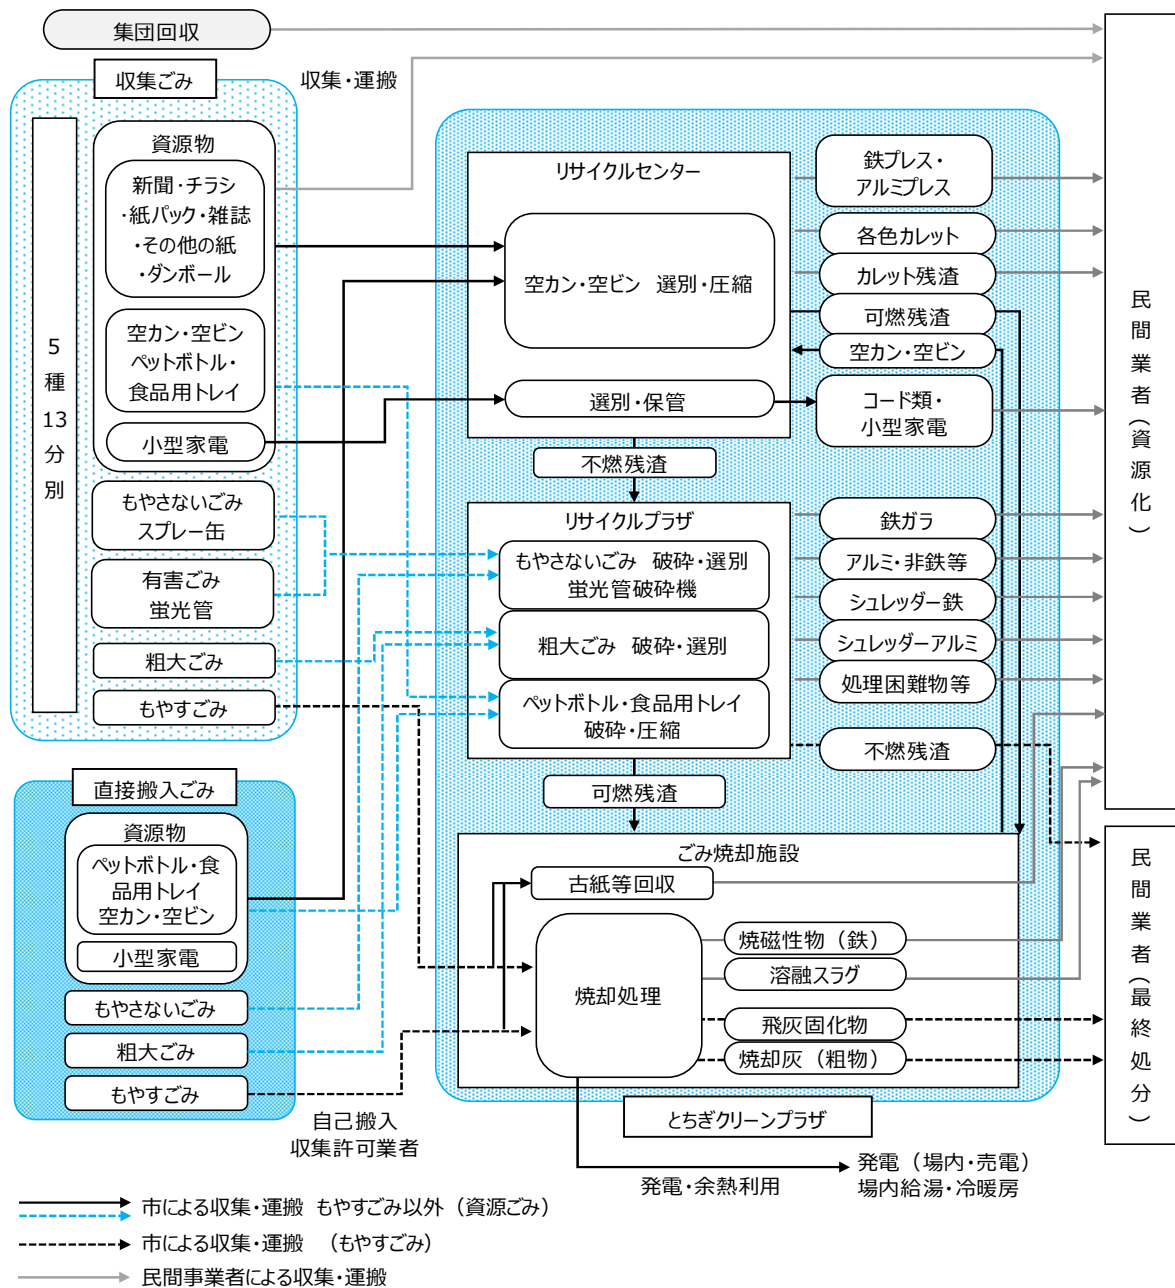 集団回収
収集ごみ
収集・運搬
5
種
13
分
別
資源物
新聞・チラシ
・紙パック・雑誌
・その他の紙
・ダンボール
空カン・空ビン
ペットボトル・
食品用トレイ
小型家電
もやさないごみ
スプレー缶
有害ごみ
蛍光管
粗大ごみ
もやすごみ
直接搬入ごみ
資源物
ペットボトル・食
品用トレイ
空カン・空ビン
小型家電
もやさないごみ
粗大ごみ
もやすごみ
自己搬入
収集許可業者
リサイクルセンター
空カン・空ビン 選別・圧縮
選別・保管
不燃残渣
リサイクルプラザ
もやさないごみ 破砕・選別
蛍光管破砕機
粗大ごみ 破砕・選別
ペットボトル・食品用トレイ
破砕・圧縮
可燃残渣
鉄プレス・
アルミプレス
各色カレット
カレット残渣
可燃残渣
空カン・空ビン
コード類・
小型家電
鉄ガラ
アルミ・非鉄等
シュレッダー鉄
シュレッダーアルミ
処理困難物等
不燃残渣
ごみ焼却施設
古紙等回収
焼却処理
焼磁性物（鉄）
溶融スラグ
飛灰固化物
焼却灰（粗物）
とちぎクリーンプラザ
発電・余熱利用
発電（場内・売電）
場内給湯・冷暖房
民間業者（資源化）
民間業者（最終処分）
市による収集・運搬 もやすごみ以外（資源ごみ）
市による収集・運搬 （もやすごみ）
民間事業者による収集・運搬